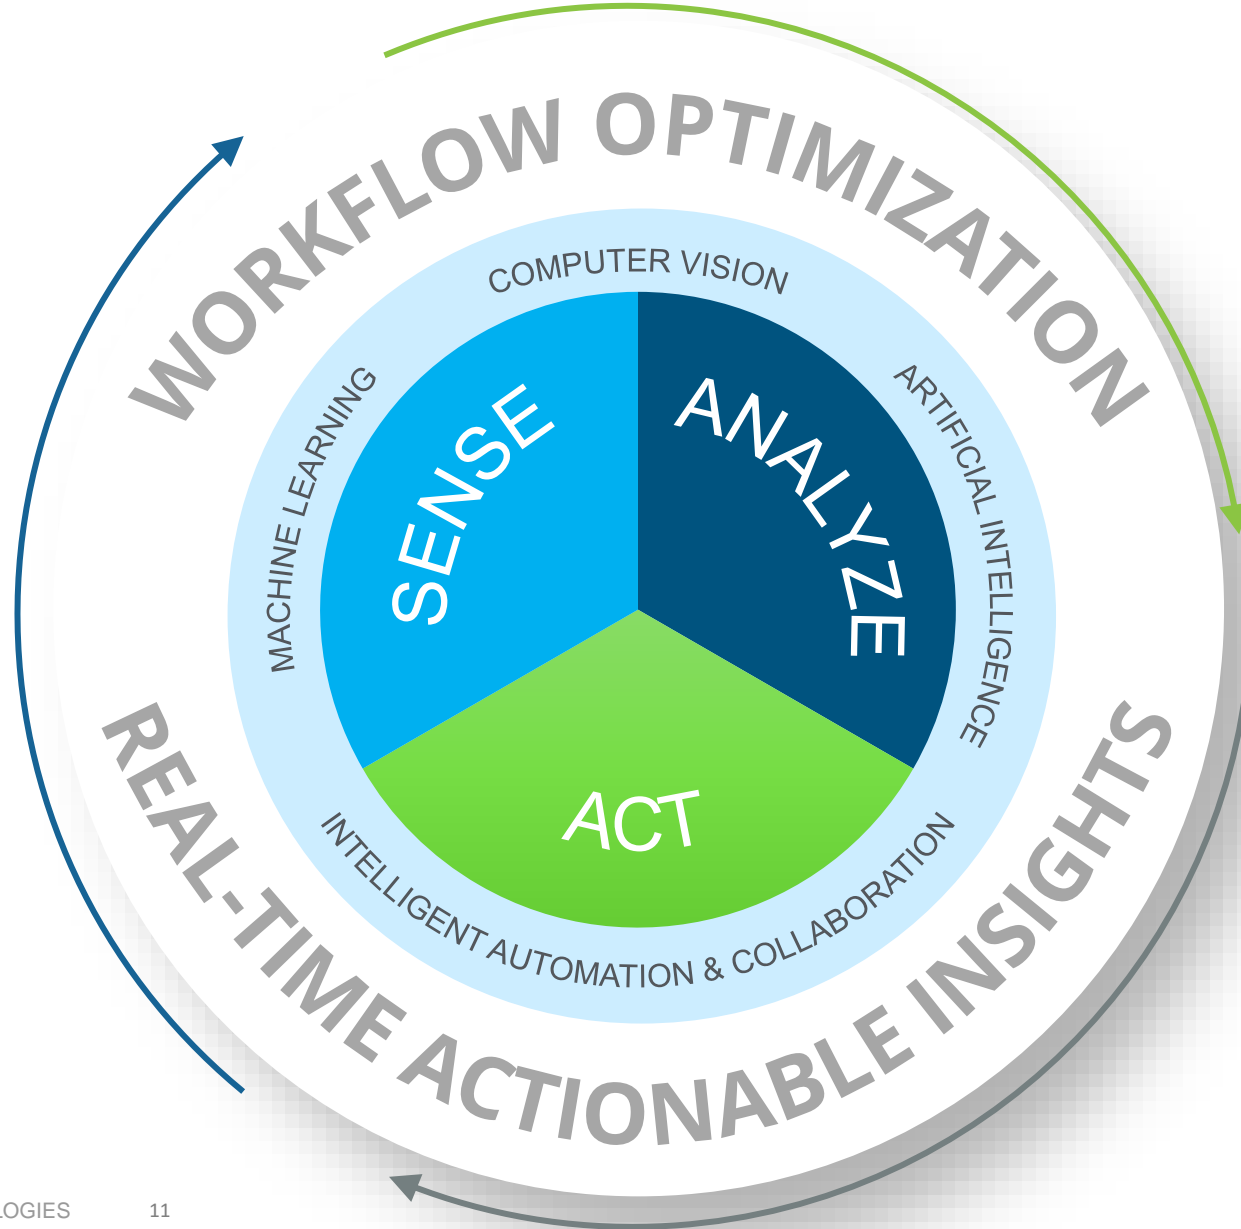 WORKFLOW OPTIMIZATION
COMPUTER VISION
MACHINE LEARNING
ARTIFICIAL INTELLIGENCE
SENSE
ANALYZE
ACT
INTELLIGENT AUTOMATION & COLLABORATION
REAL-TIME ACTIONABLE INSIGHTS
11